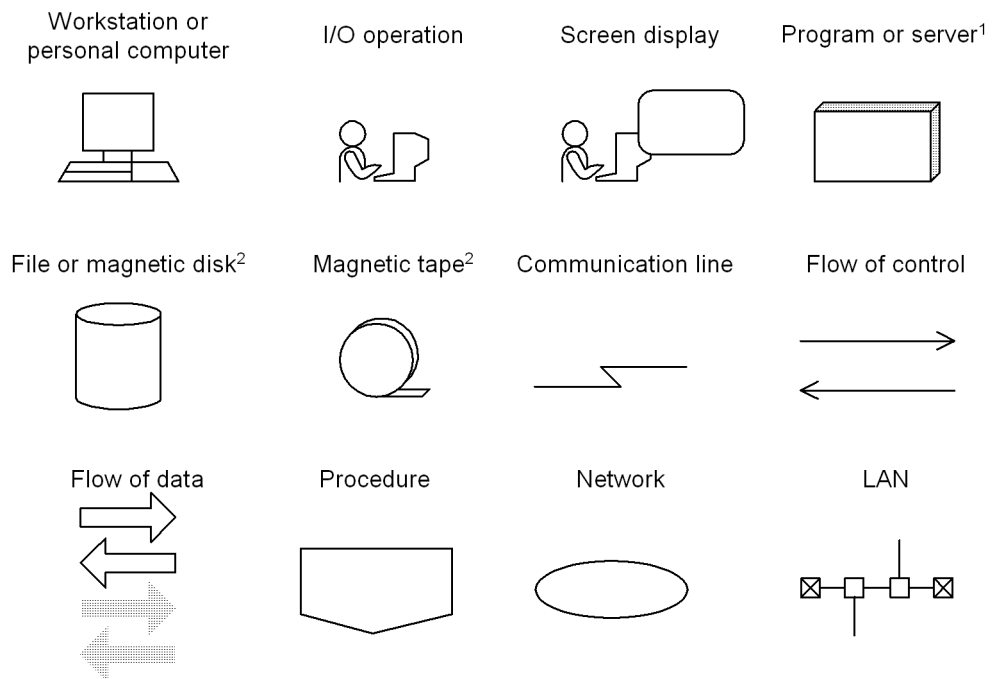 Workstation or
personal computer
I/O operation
Screen display
Program or server¹
File or magnetic disk²
Magnetic tape²
Communication line
Flow of control
Flow of data
Procedure
Network
LAN